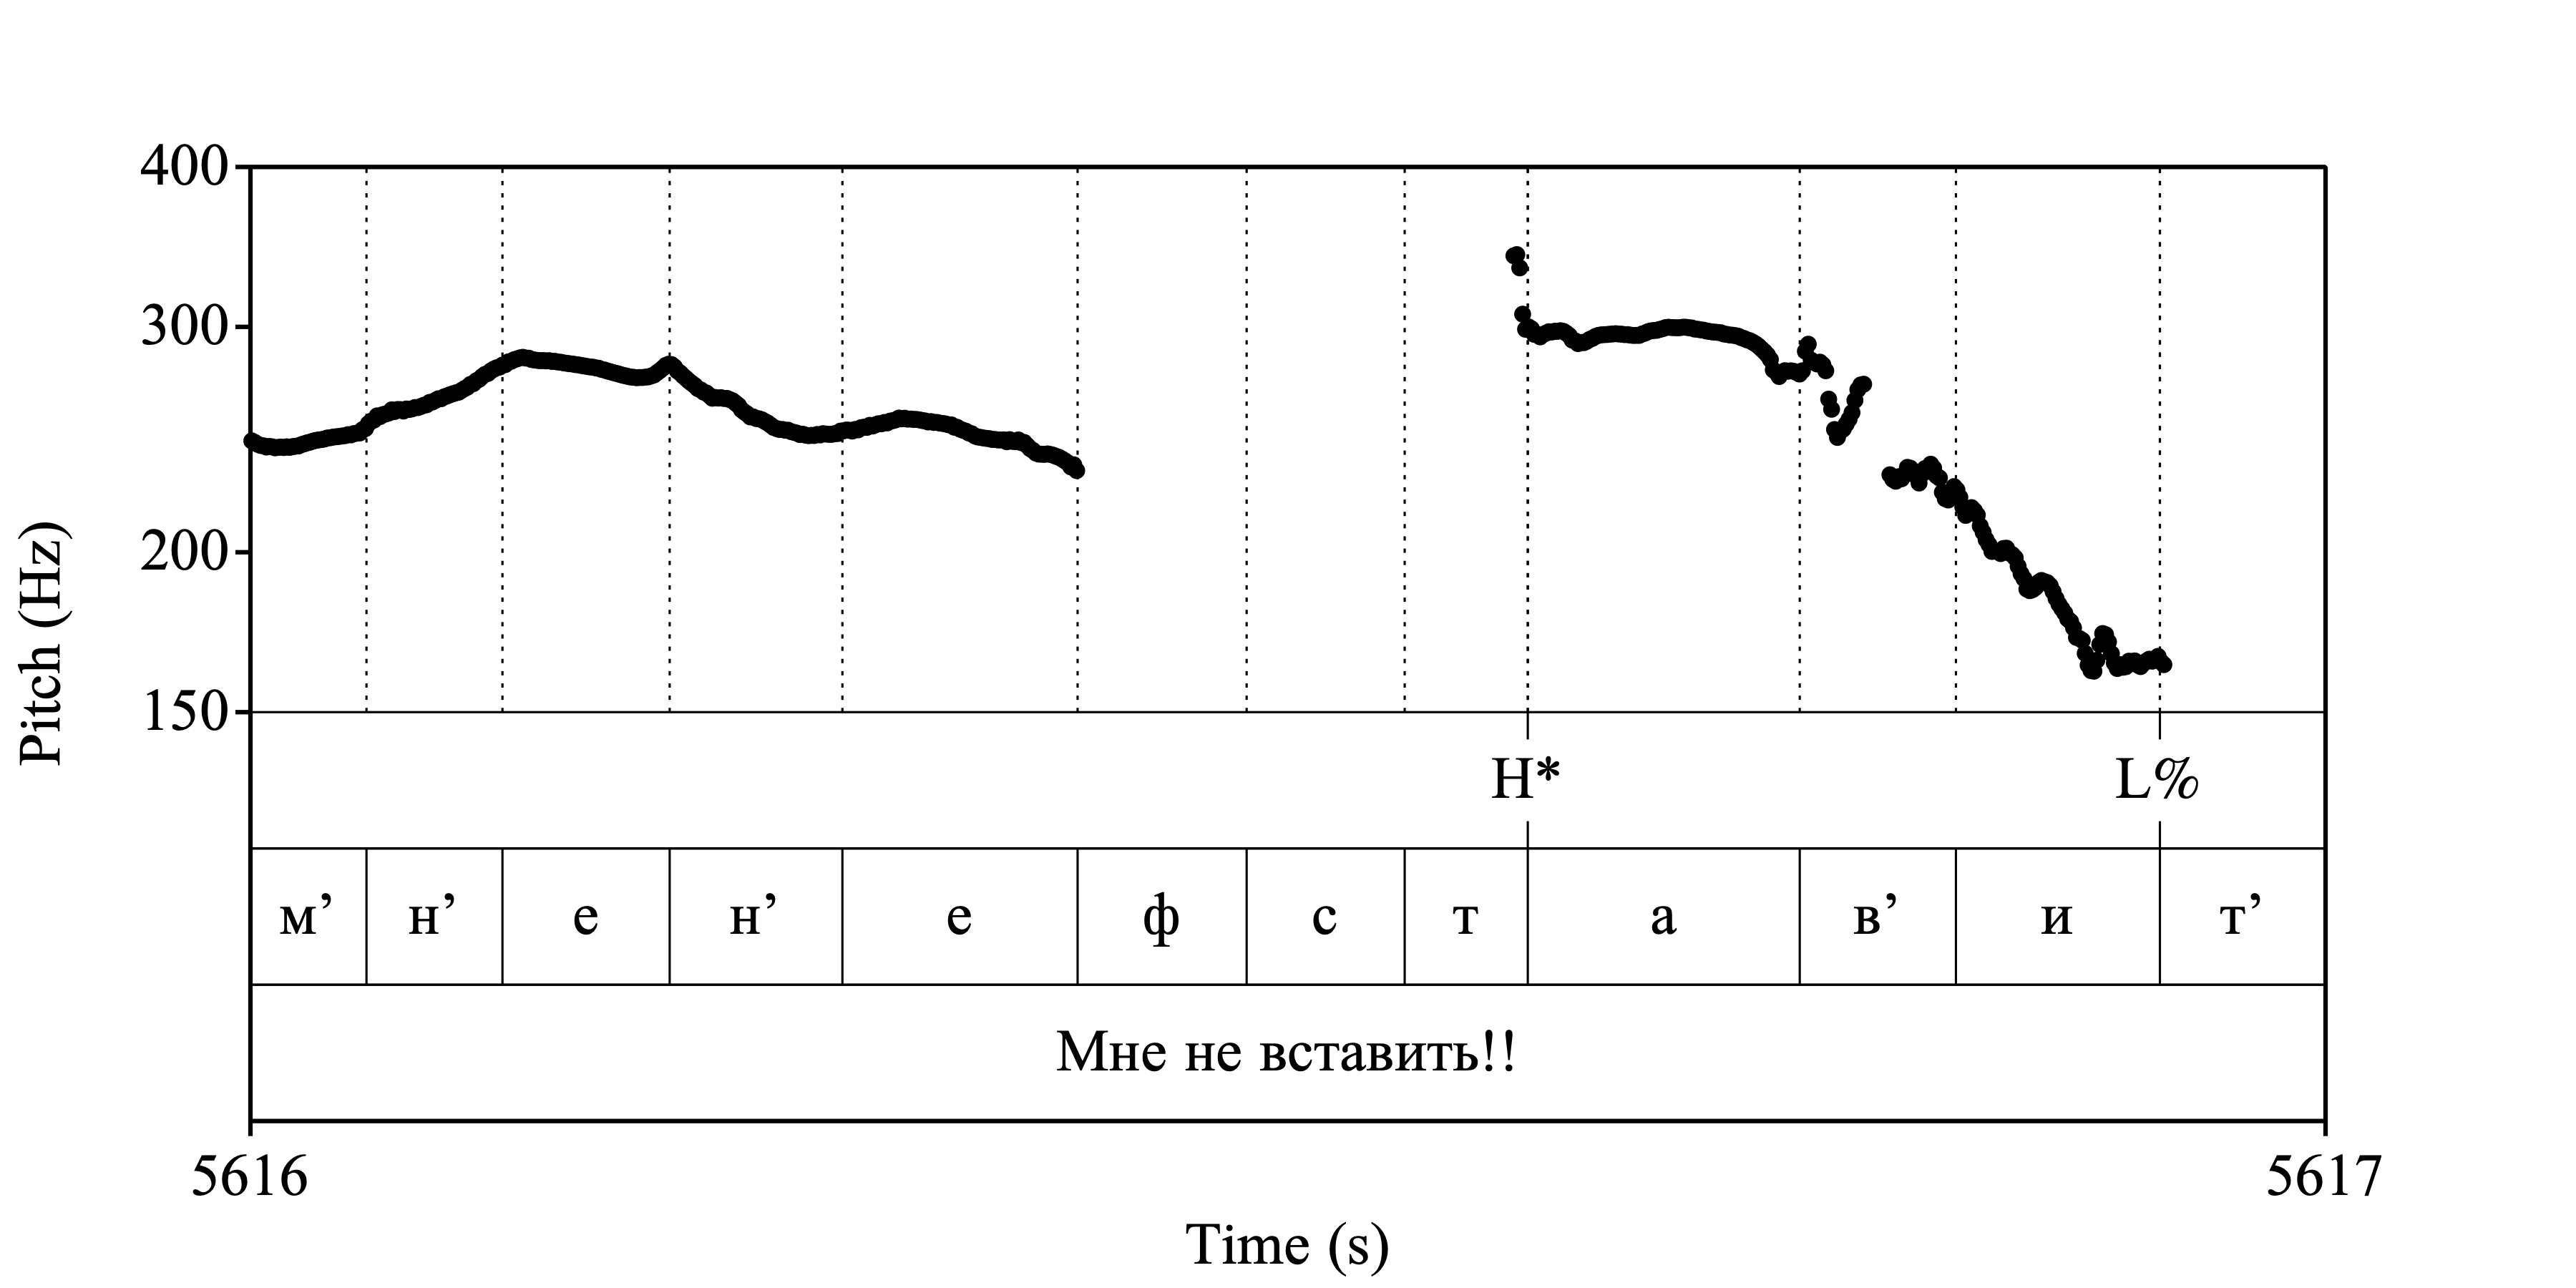 400
300
200
150
Pitch (Hz)
H* L%
м’ н’ е н’ е ф с т а в’ и т’
Мне не вставить!!
5616 5617
Time (s)